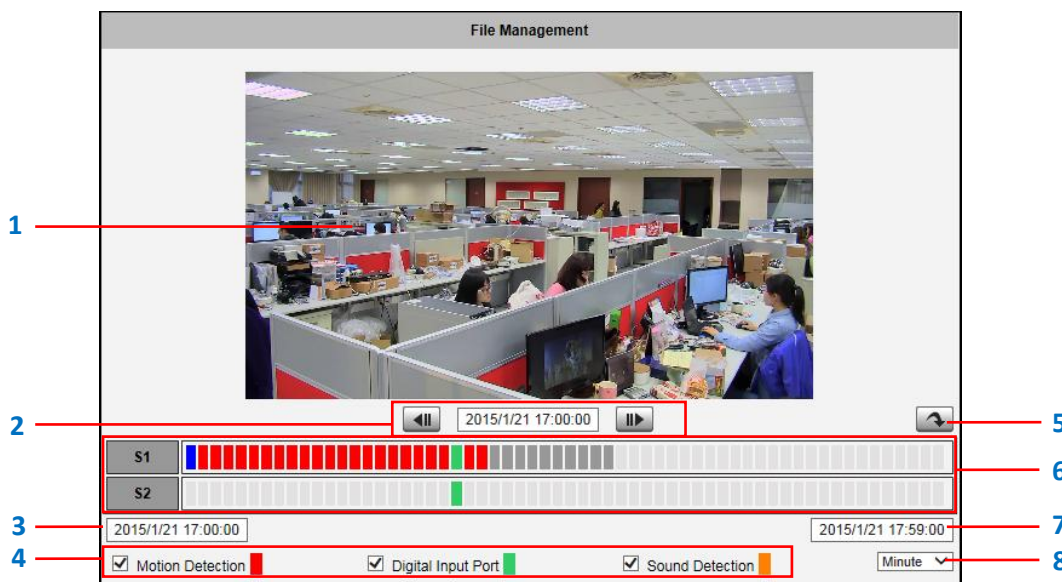 File Management
1
2
2015/1/21 17:00:00
5
S1
6
S2
3
2015/1/21 17:00:00
2015/1/21 17:59:00
7
4
Motion Detection
Digital Input Port
Sound Detection
Minute
8